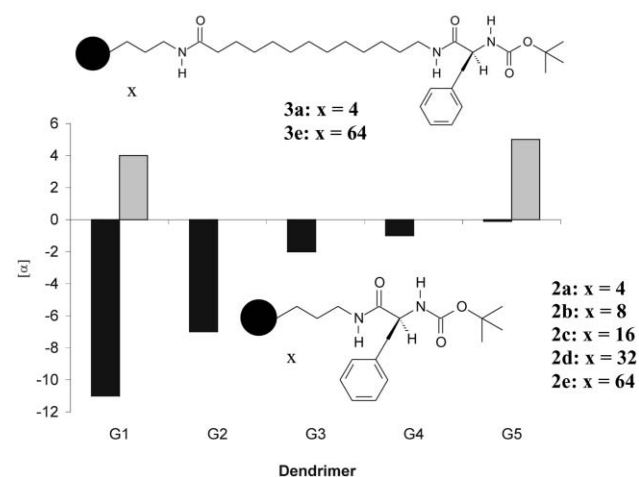 O
N
H
O
N
H
H
H
N
O
O
x
3a: x = 4
3e: x = 64
6
4
2
0
-2
-4
-6
-8
-10
-12
[α]
O
N
H
H
H
N
O
O
x
2a: x = 4
2b: x = 8
2c: x = 16
2d: x = 32
2e: x = 64
G1 G2 G3 G4 G5
Dendrimer